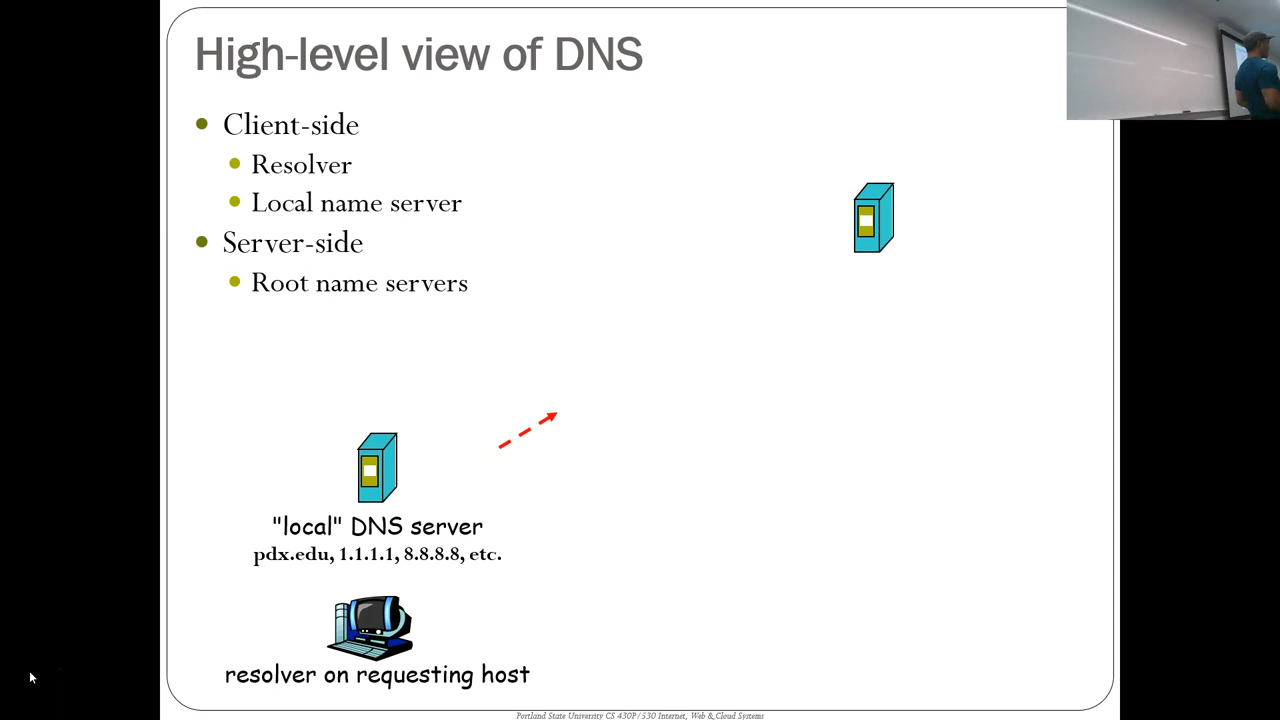 High-level view of DNS
Client-side
Resolver
Local name server
Server-side
Root name servers
"local" DNS server
pdx.edu, 1.1.1.1, 8.8.8.8, etc.
resolver on requesting host
Portland State University CS 430P/530 Internet, Web & Cloud Systems